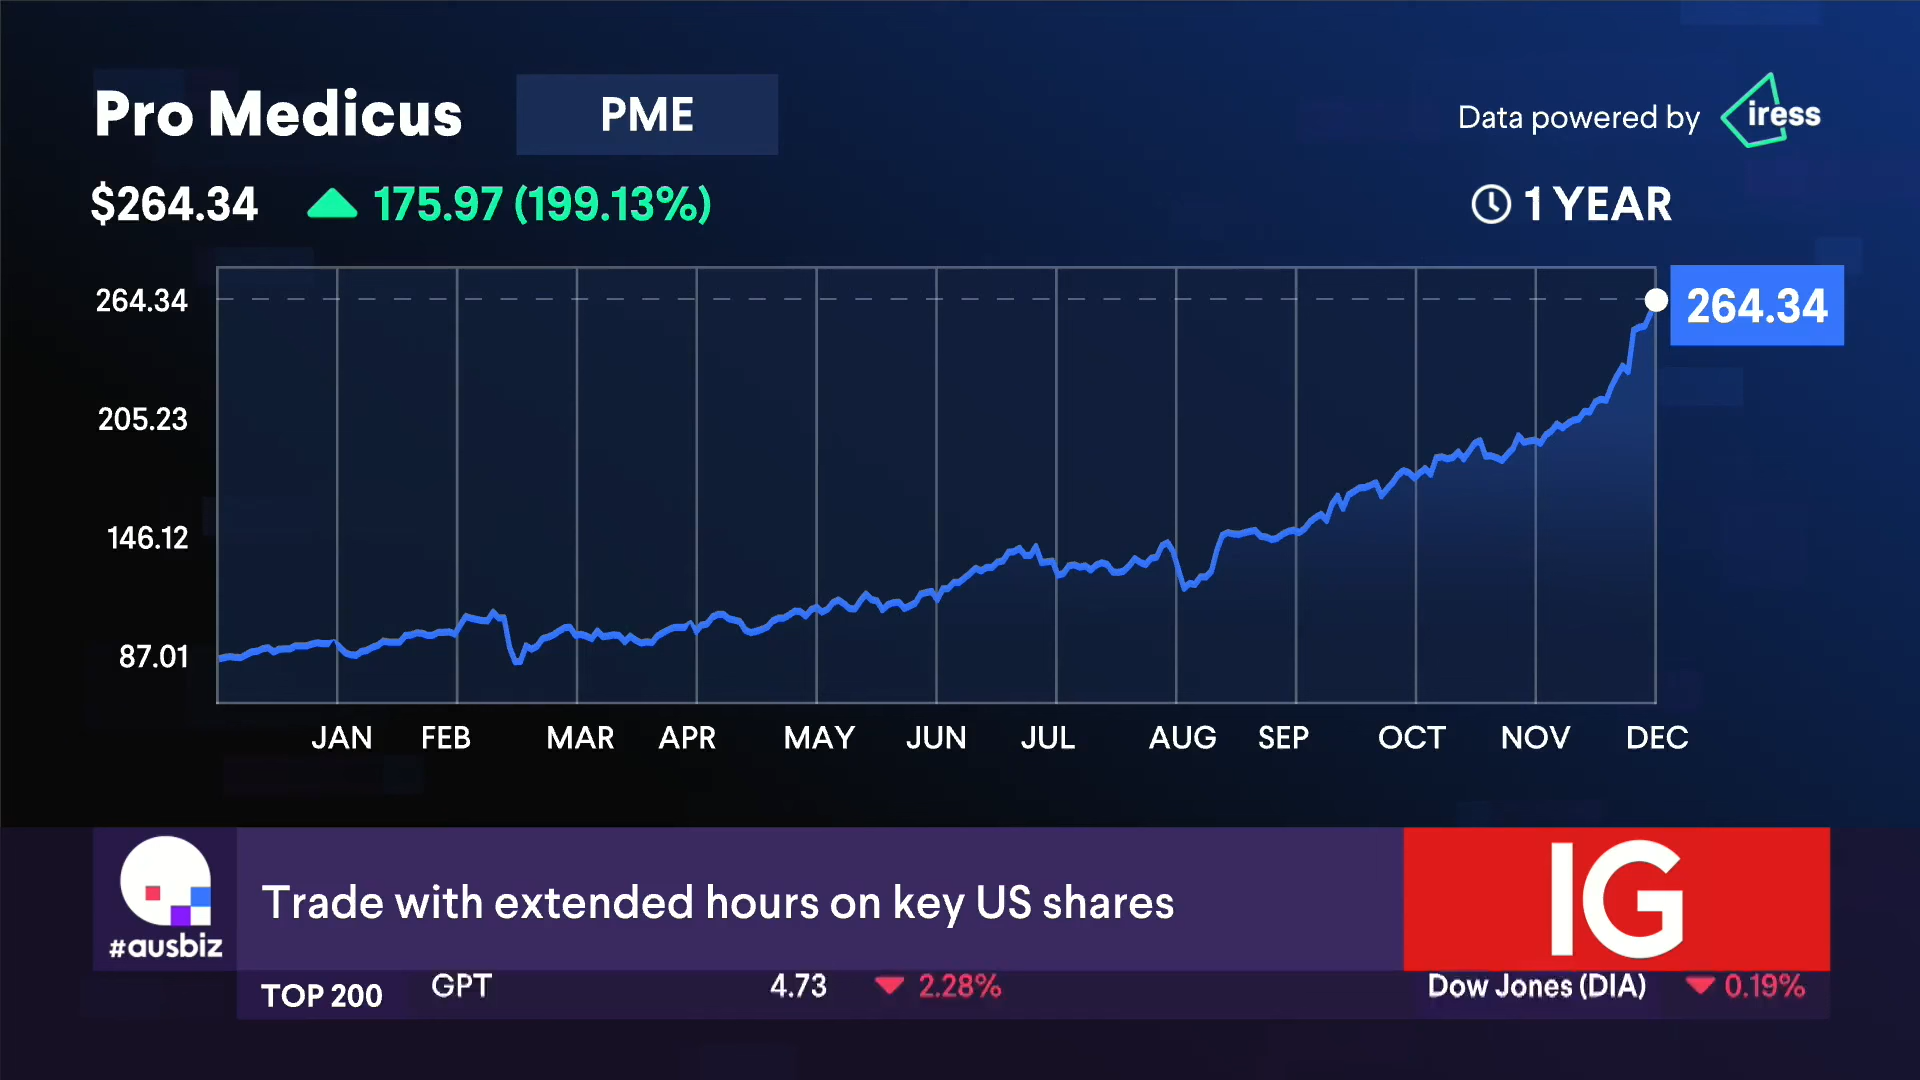 Pro Medicus PME
Data powered by iress
$264.34 175.97 (199.13%)
1 YEAR
264.34
264.34
205.23
146.12
87.01
JAN FEB MAR APR MAY JUN JUL AUG SEP OCT NOV DEC
Trade with extended hours on key US shares
IG
#ausbiz
TOP 200 GPT 4.73 2.28% Dow Jones (DIA) 0.19%